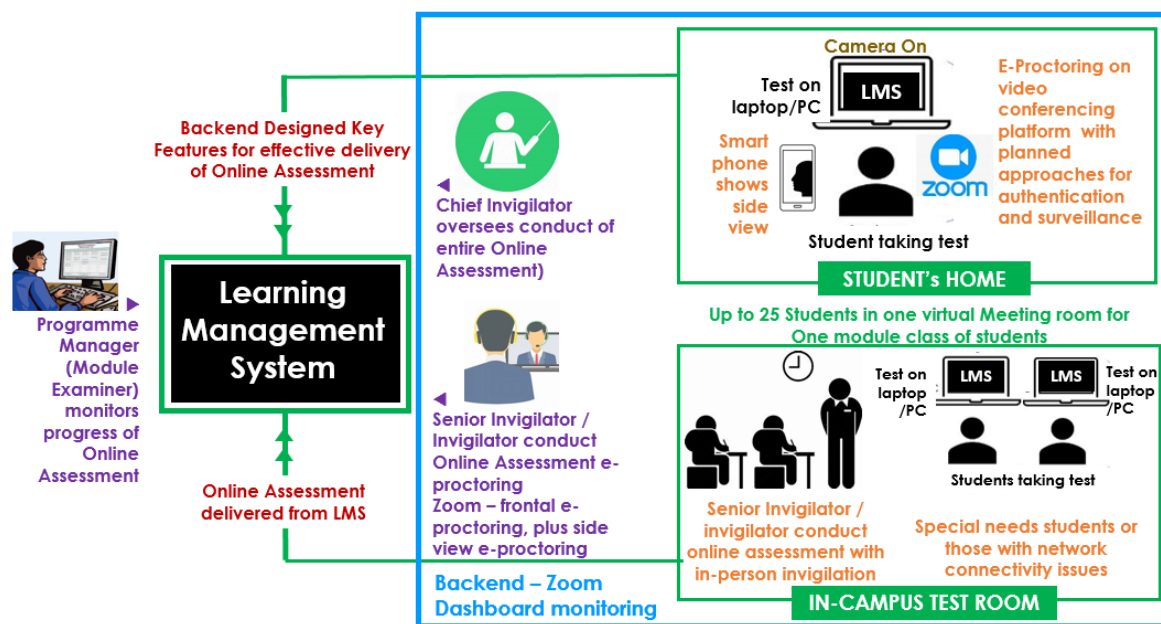 Backend Designed Key
Features for effective delivery
of Online Assessment
Programme
Manager
(Module
Examiner)
monitors
progress of
Online
Assessment
Learning
Management
System
Online Assessment
delivered from LMS
Chief Invigilator
oversees conduct of
entire Online
Assessment)
Senior Invigilator /
Invigilator conduct
Online Assessment e-
proctoring
Zoom – frontal e-
proctoring, plus side
view e-proctoring
Backend – Zoom
Dashboard monitoring
Camera On
Test on
laptop/PC
LMS
Smart
phone
shows
side
view
zoom
E-Proctoring on
video
conferencing
platform with
planned
approaches for
authentication
and surveillance
Student taking test
STUDENT's HOME
Up to 25 Students in one virtual Meeting room for
One module class of students
Test on
laptop
/PC
LMS
LMS
Test on
laptop
/PC
Students taking test
Senior Invigilator /
invigilator conduct
online assessment with
in-person invigilation
Special needs students or
those with network
connectivity issues
IN-CAMPUS TEST ROOM